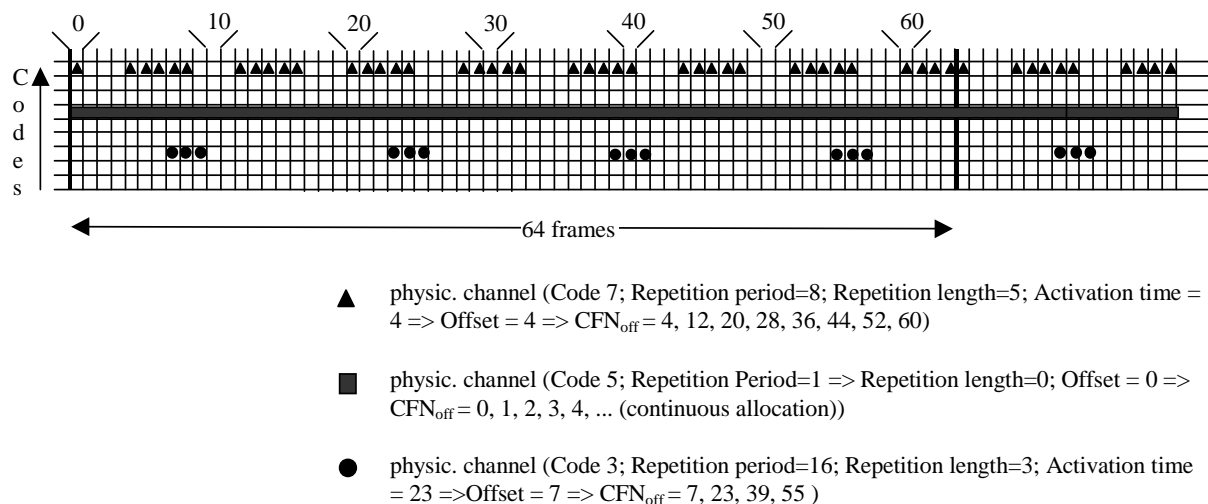 0 10 20 30 40 50 60
C
o
d
e
s
64 frames
physic. channel (Code 7; Repetition period=8; Repetition length=5; Activation time =
4 => Offset = 4 => CFNoff = 4, 12, 20, 28, 36, 44, 52, 60)
physic. channel (Code 5; Repetition Period=1 => Repetition length=0; Offset = 0 =>
CFNoff = 0, 1, 2, 3, 4, ... (continuous allocation))
physic. channel (Code 3; Repetition period=16; Repetition length=3; Activation time
= 23 =>Offset = 7 => CFNoff = 7, 23, 39, 55 )